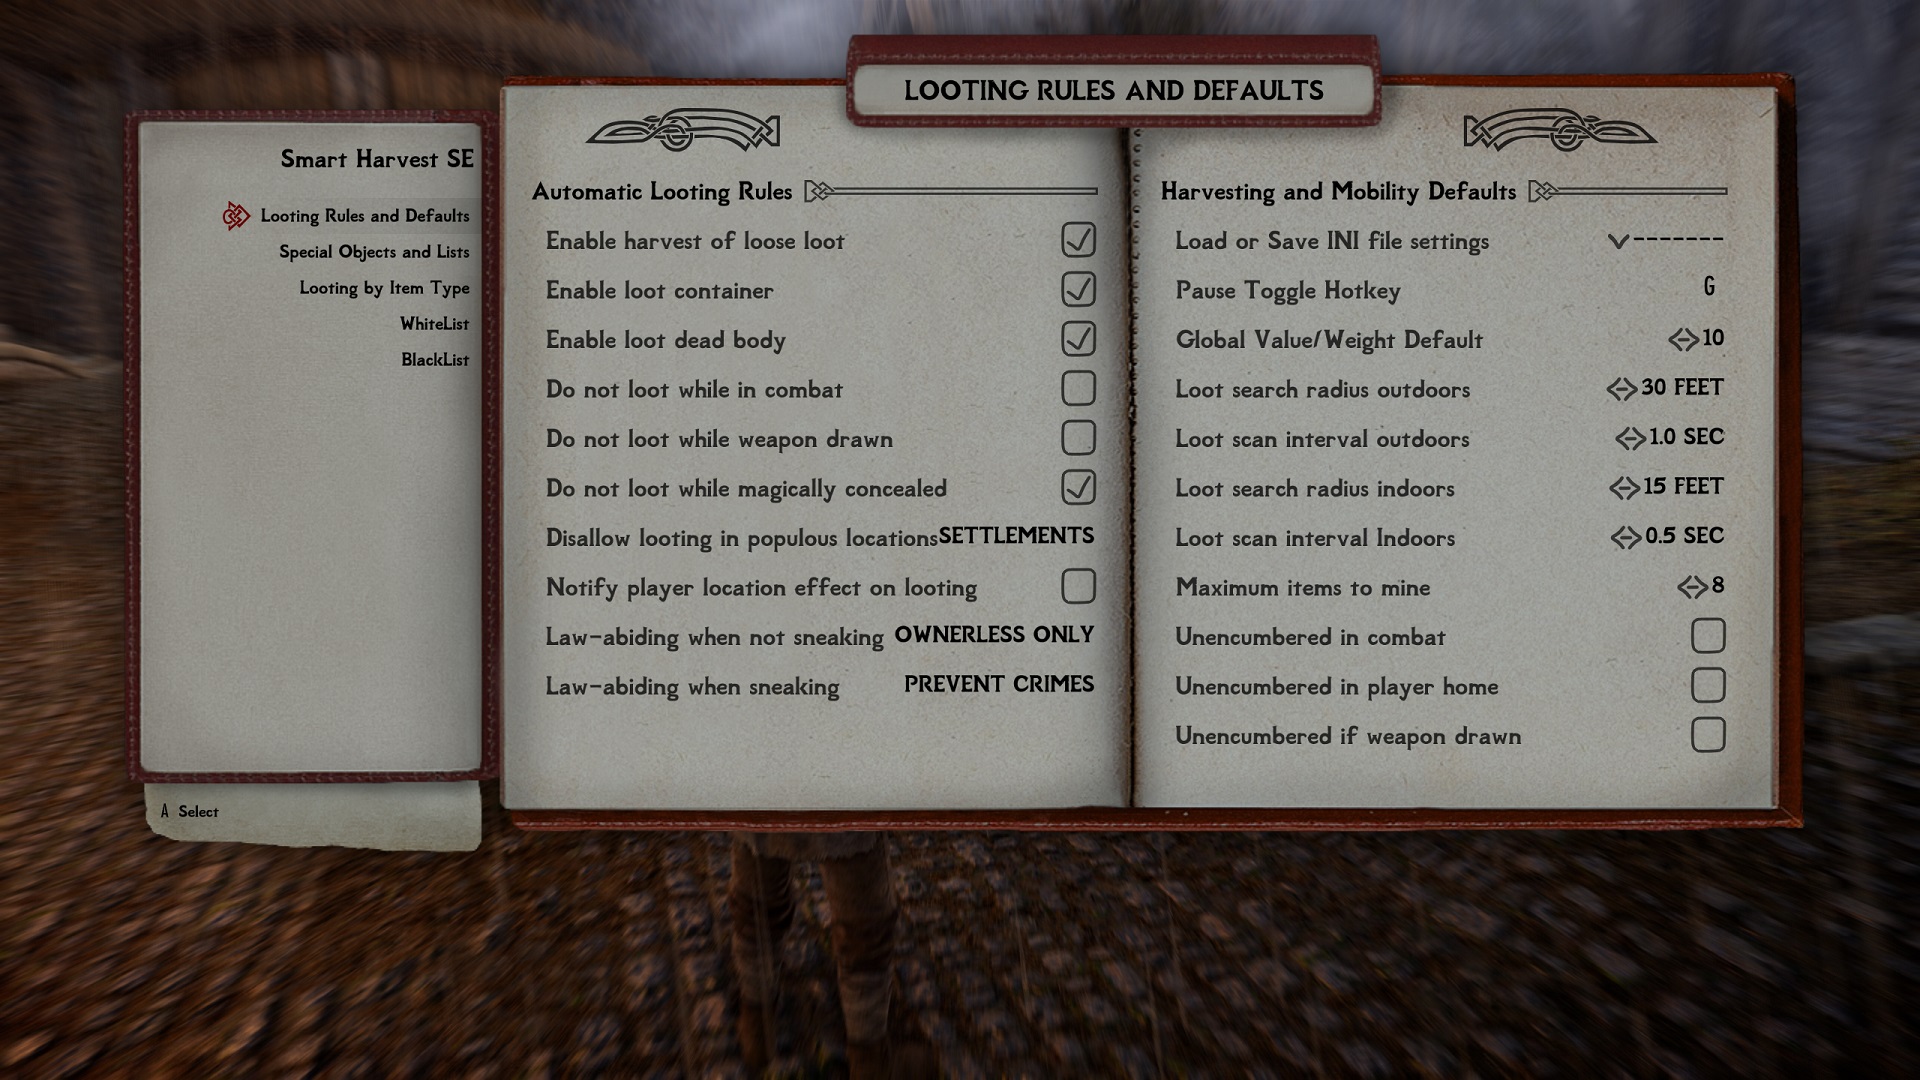 LOOTING RULES AND DEFAULTS
Smart Harvest SE
Looting Rules and Defaults
Special Objects and Lists
Looting by Item Type
WhiteList
BlackList
A Select
Automatic Looting Rules
Enable harvest of loose loot
Enable loot container
Enable loot dead body
Do not loot while in combat
Do not loot while weapon drawn
Do not loot while magically concealed
Disallow looting in populous locations SETTLEMENTS
Notify player location effect on looting
Law-abiding when not sneaking OWNERLESS ONLY
Law-abiding when sneaking PREVENT CRIMES
Harvesting and Mobility Defaults
Load or Save INI file settings -------
Pause Toggle Hotkey G
Global Value/Weight Default 10
Loot search radius outdoors 30 FEET
Loot scan interval outdoors 1.0 SEC
Loot search radius indoors 15 FEET
Loot scan interval Indoors 0.5 SEC
Maximum items to mine 8
Unencumbered in combat
Unencumbered in player home
Unencumbered if weapon drawn